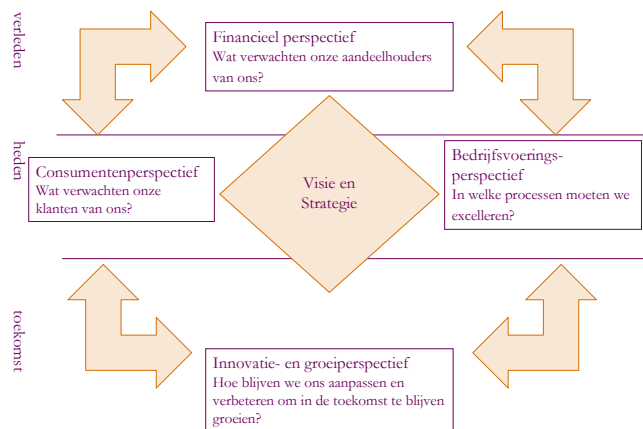 verleden
Financieel perspectief
Wat verwachten onze aandeelhouders
van ons?
heden
Consumentenperspectief
Wat verwachten onze
klanten van ons?
Visie en
Strategie
Bedrijfsvoerings-
perspectief
In welke processen moeten we
excelleren?
toekomst
Innovatie- en groeiperspectief
Hoe blijven we ons aanpassen en
verbeteren om in de toekomst te blijven
groeien?